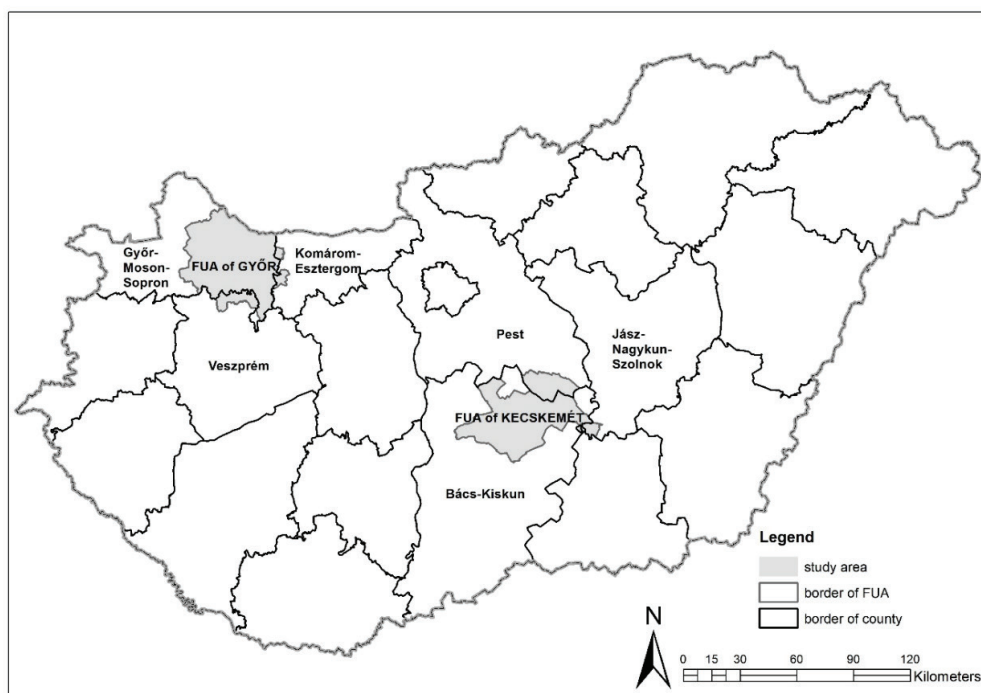 Győr-
Moson-
Sopron
FUA of GYŐR
Komárom-
Esztergom
Veszprém
Pest
Jász-
Nagykun-
Szolnok
FUA of KECSKEMÉT
Bács-Kiskun
Legend
study area
border of FUA
border of county
N
0 15 30 60 90 120
Kilometers